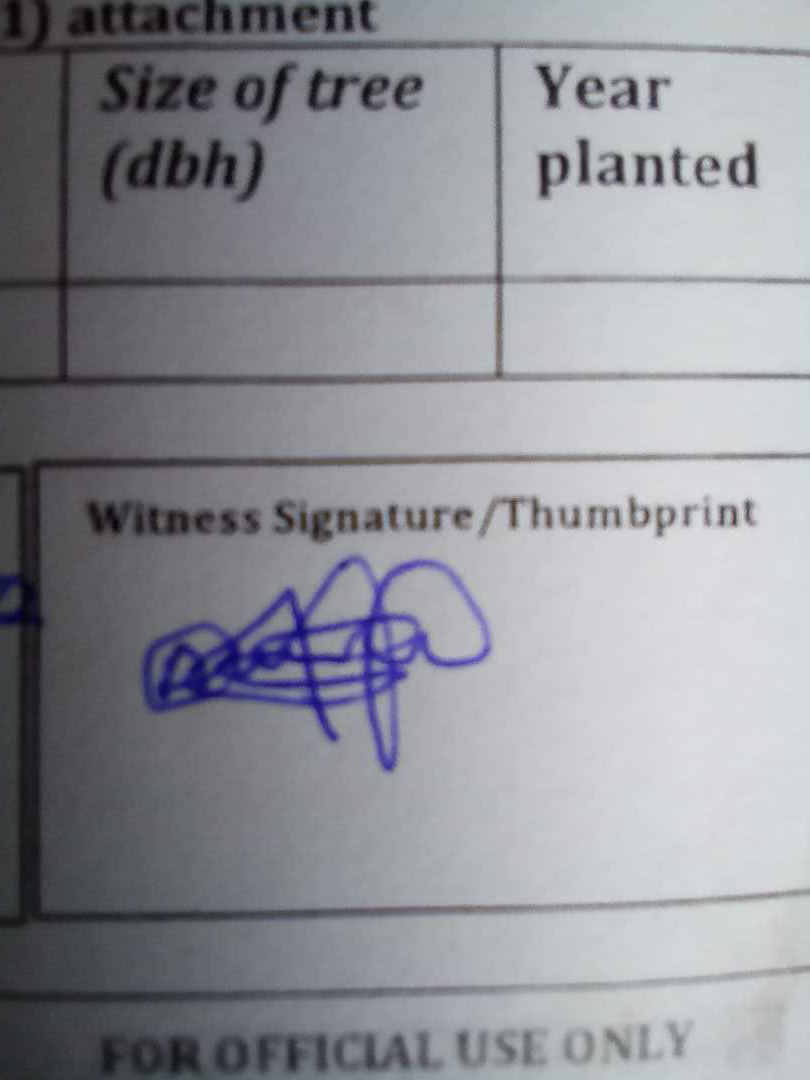 1) attachment
Size of tree
(dbh)
Year
planted
Witness Signature/Thumbprint
FOR OFFICIAL USE ONLY